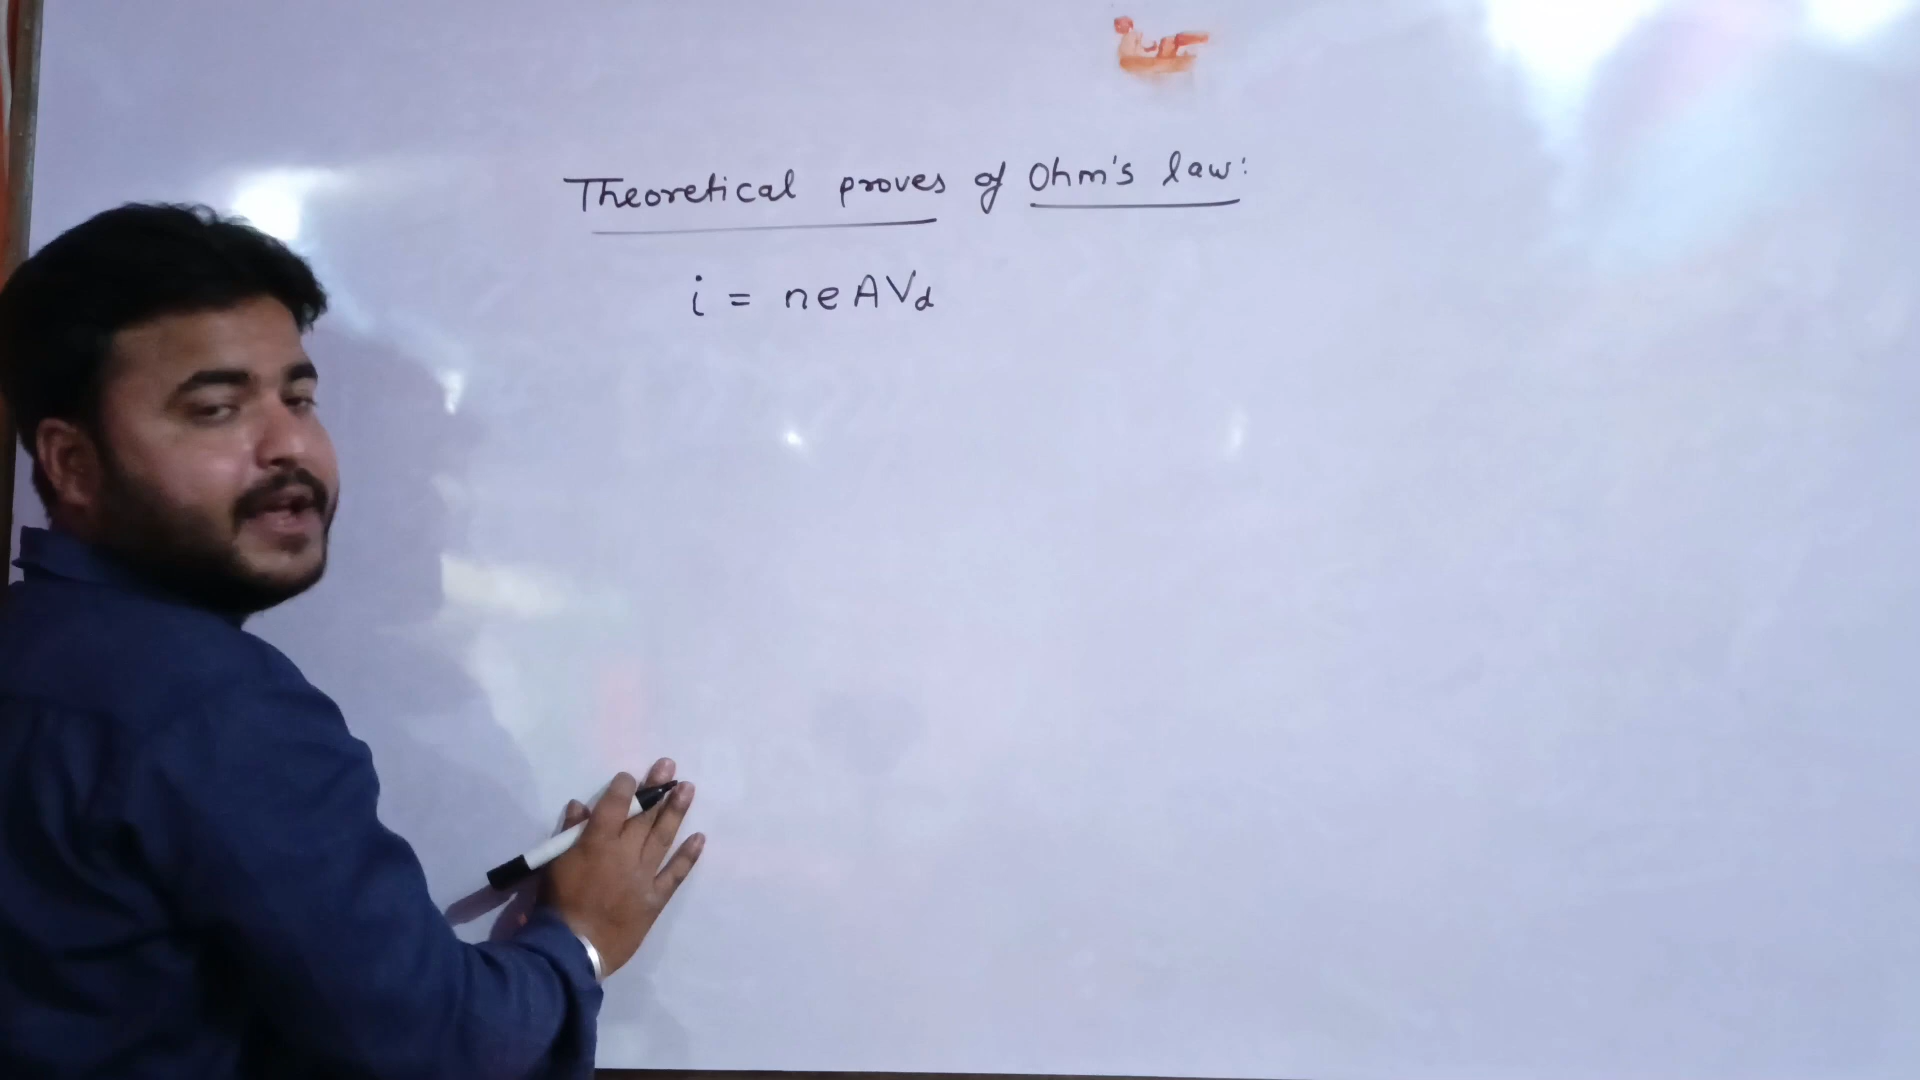 Theoretical proves of Ohm's law:
i = neAVd